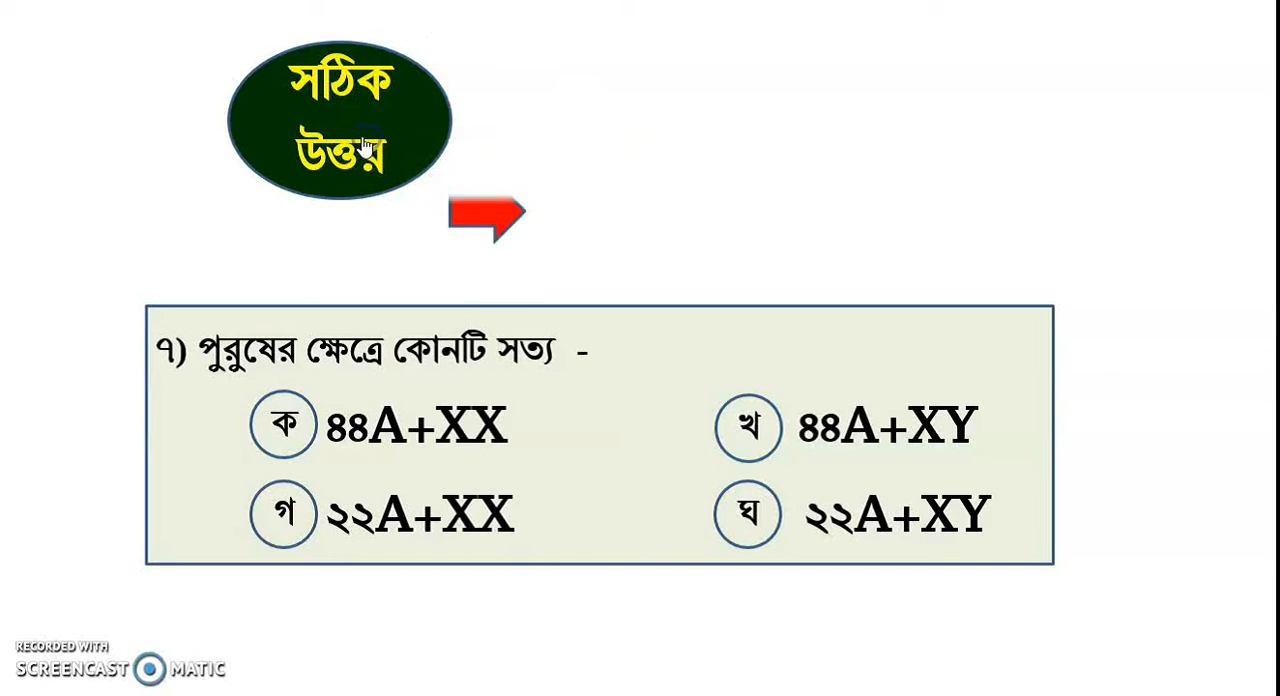 সঠিক
উত্তর
৭) পুরুষের ক্ষেত্রে কোনটি সত্য -
ক ৪৪A+XX
খ ৪৪A+XY
গ ২২A+XX
ঘ ২২A+XY
RECORDED WITH
SCREENCAST MATIC